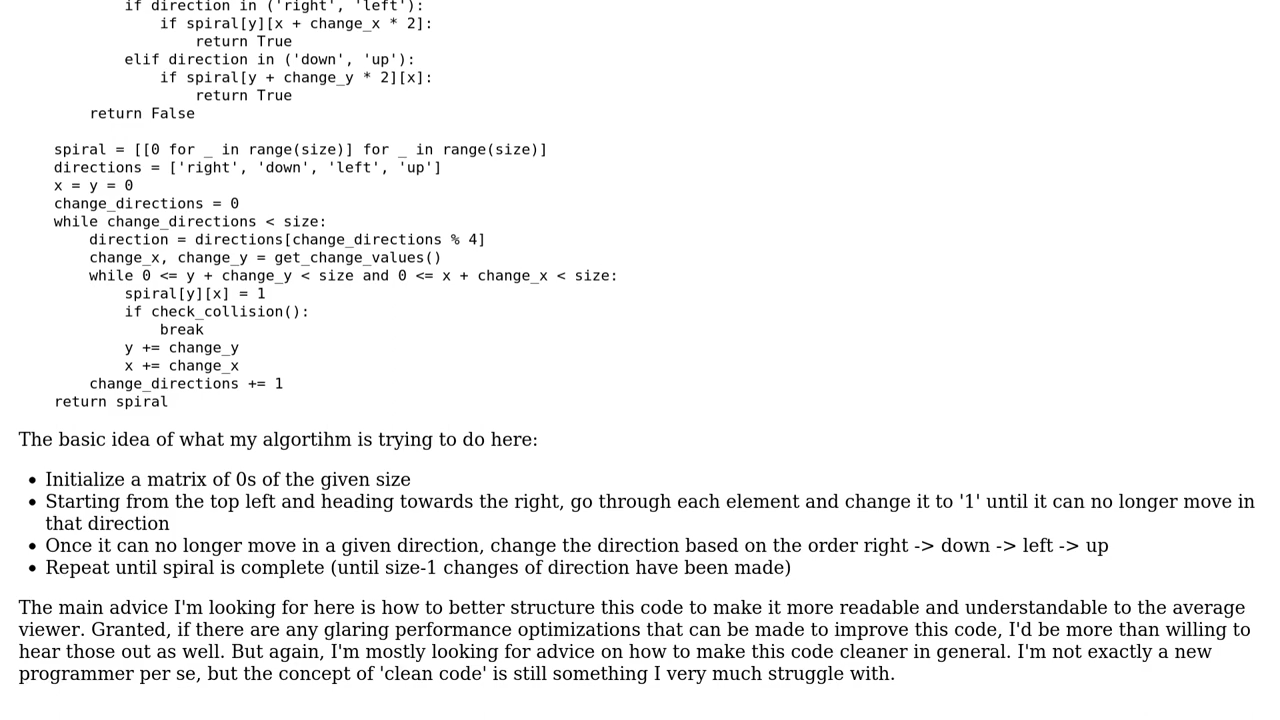 if direction in ('right', 'left'):
            if spiral[y][x + change_x * 2]:
                return True
        elif direction in ('down', 'up'):
            if spiral[y + change_y * 2][x]:
                return True
    return False

spiral = [[0 for _ in range(size)] for _ in range(size)]
directions = ['right', 'down', 'left', 'up']
x = y = 0
change_directions = 0
while change_directions < size:
    direction = directions[change_directions % 4]
    change_x, change_y = get_change_values()
    while 0 <= y + change_y < size and 0 <= x + change_x < size:
        spiral[y][x] = 1
        if check_collision():
            break
        y += change_y
        x += change_x
    change_directions += 1
return spiral
The basic idea of what my algortihm is trying to do here:
• Initialize a matrix of 0s of the given size
• Starting from the top left and heading towards the right, go through each element and change it to '1' until it can no longer move in
that direction
• Once it can no longer move in a given direction, change the direction based on the order right -> down -> left -> up
• Repeat until spiral is complete (until size-1 changes of direction have been made)
The main advice I'm looking for here is how to better structure this code to make it more readable and understandable to the average
viewer. Granted, if there are any glaring performance optimizations that can be made to improve this code, I'd be more than willing to
hear those out as well. But again, I'm mostly looking for advice on how to make this code cleaner in general. I'm not exactly a new
programmer per se, but the concept of 'clean code' is still something I very much struggle with.